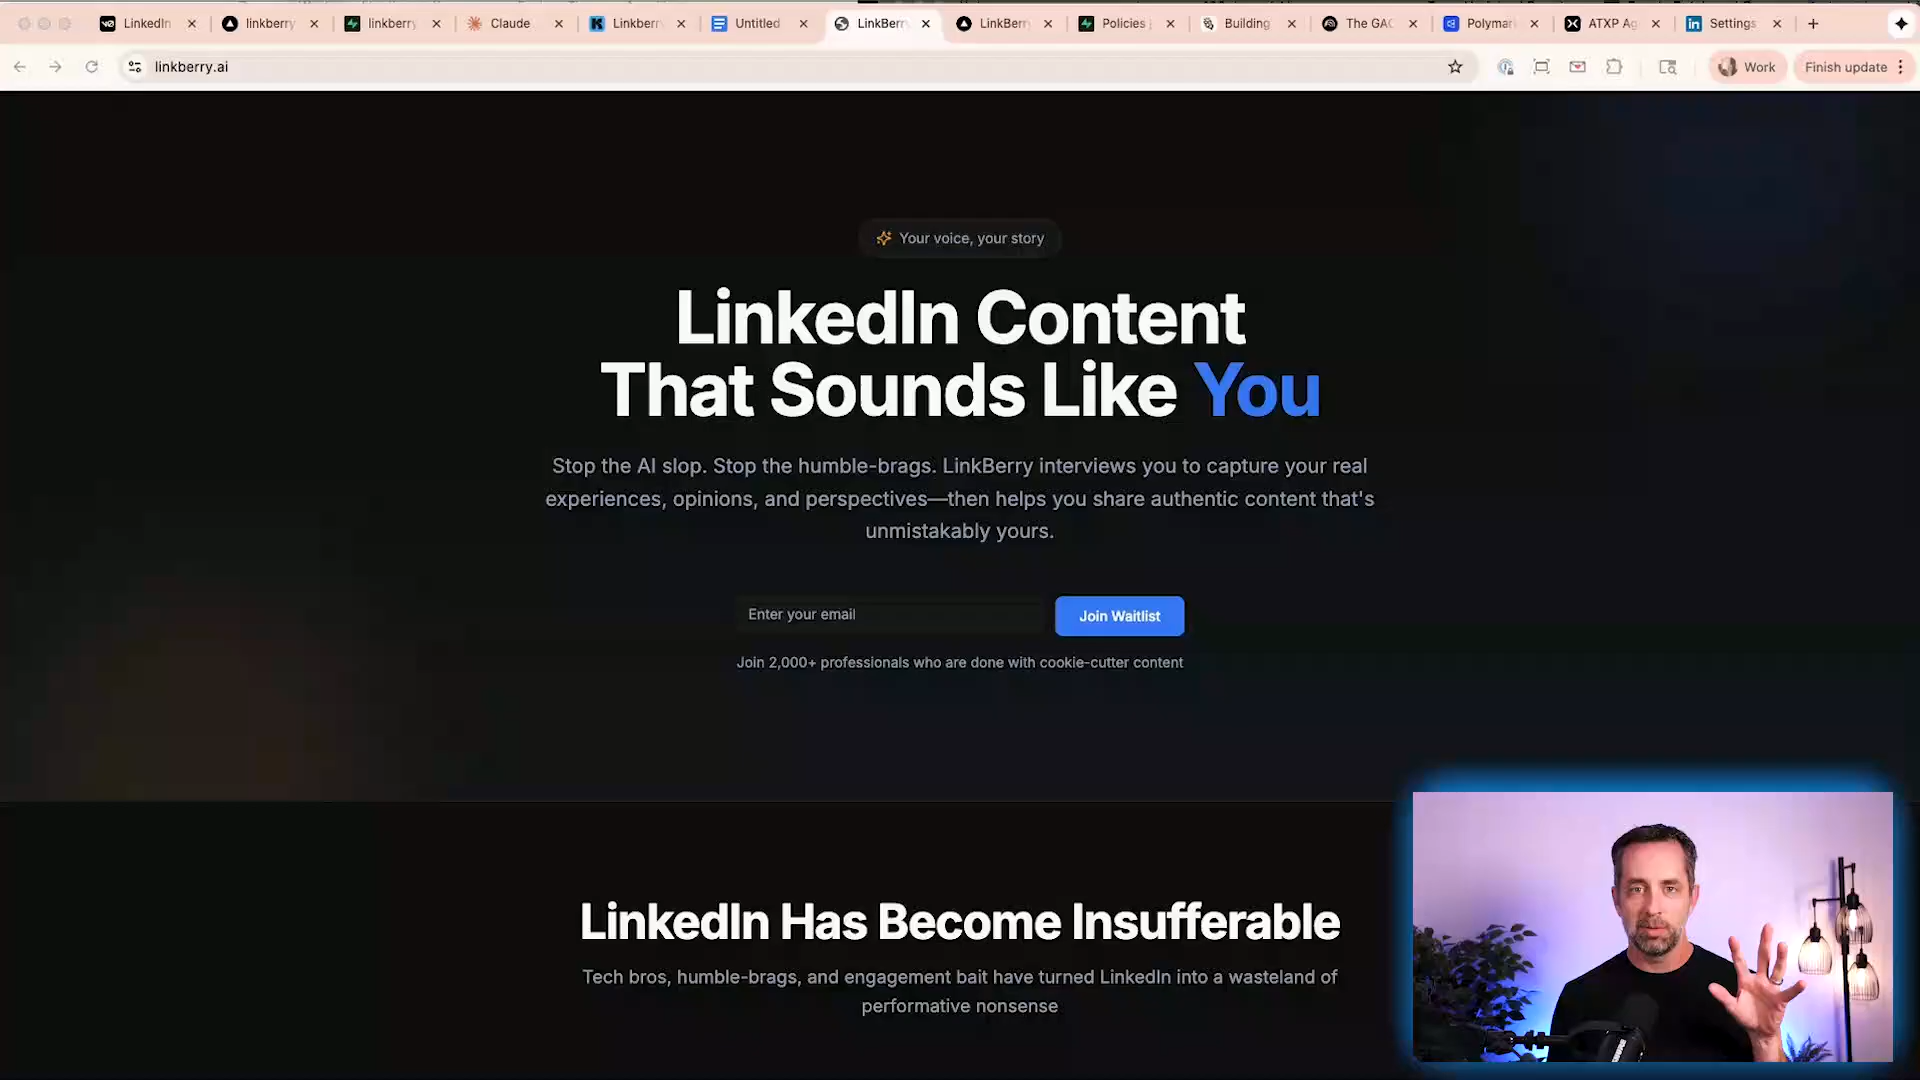 LinkedIn
linkberry
linkberry
Claude
Linkberr
Untitled
LinkBerr
LinkBerr
Policies
Building
The GAC
Polymar
ATXP Ag
Settings
linkberry.ai
Work
Finish update
Your voice, your story
LinkedIn Content
That Sounds Like You
Stop the AI slop. Stop the humble-brags. LinkBerry interviews you to capture your real
experiences, opinions, and perspectives—then helps you share authentic content that's
unmistakably yours.
Enter your email
Join Waitlist
Join 2,000+ professionals who are done with cookie-cutter content
LinkedIn Has Become Insufferable
Tech bros, humble-brags, and engagement bait have turned LinkedIn into a wasteland of
performative nonsense